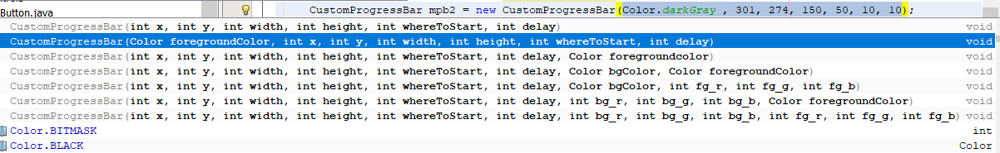 Button.java
CustomProgressBar mpb2 = new CustomProgressBar(Color.darkGray , 301, 274, 150, 50, 10, 10);
CustomProgressBar(int x, int y, int width, int height, int whereToStart, int delay) void
CustomProgressBar(Color foregroundColor, int x, int y, int width, int height, int whereToStart, int delay) void
CustomProgressBar(int x, int y, int width, int height, int whereToStart, int delay, Color foregroundcolor) void
CustomProgressBar(int x, int y, int width, int height, int whereToStart, int delay, Color bgColor, Color foregroundColor) void
CustomProgressBar(int x, int y, int width, int height, int whereToStart, int delay, Color bgColor, int fg_r, int fg_g, int fg_b) void
CustomProgressBar(int x, int y, int width, int height, int whereToStart, int delay, int bg_r, int bg_g, int bg_b, Color foregroundColor) void
CustomProgressBar(int x, int y, int width, int height, int whereToStart, int delay, int bg_r, int bg_g, int bg_b, int fg_r, int fg_g, int fg_b) void
Color.BITMASK int
Color.BLACK Color